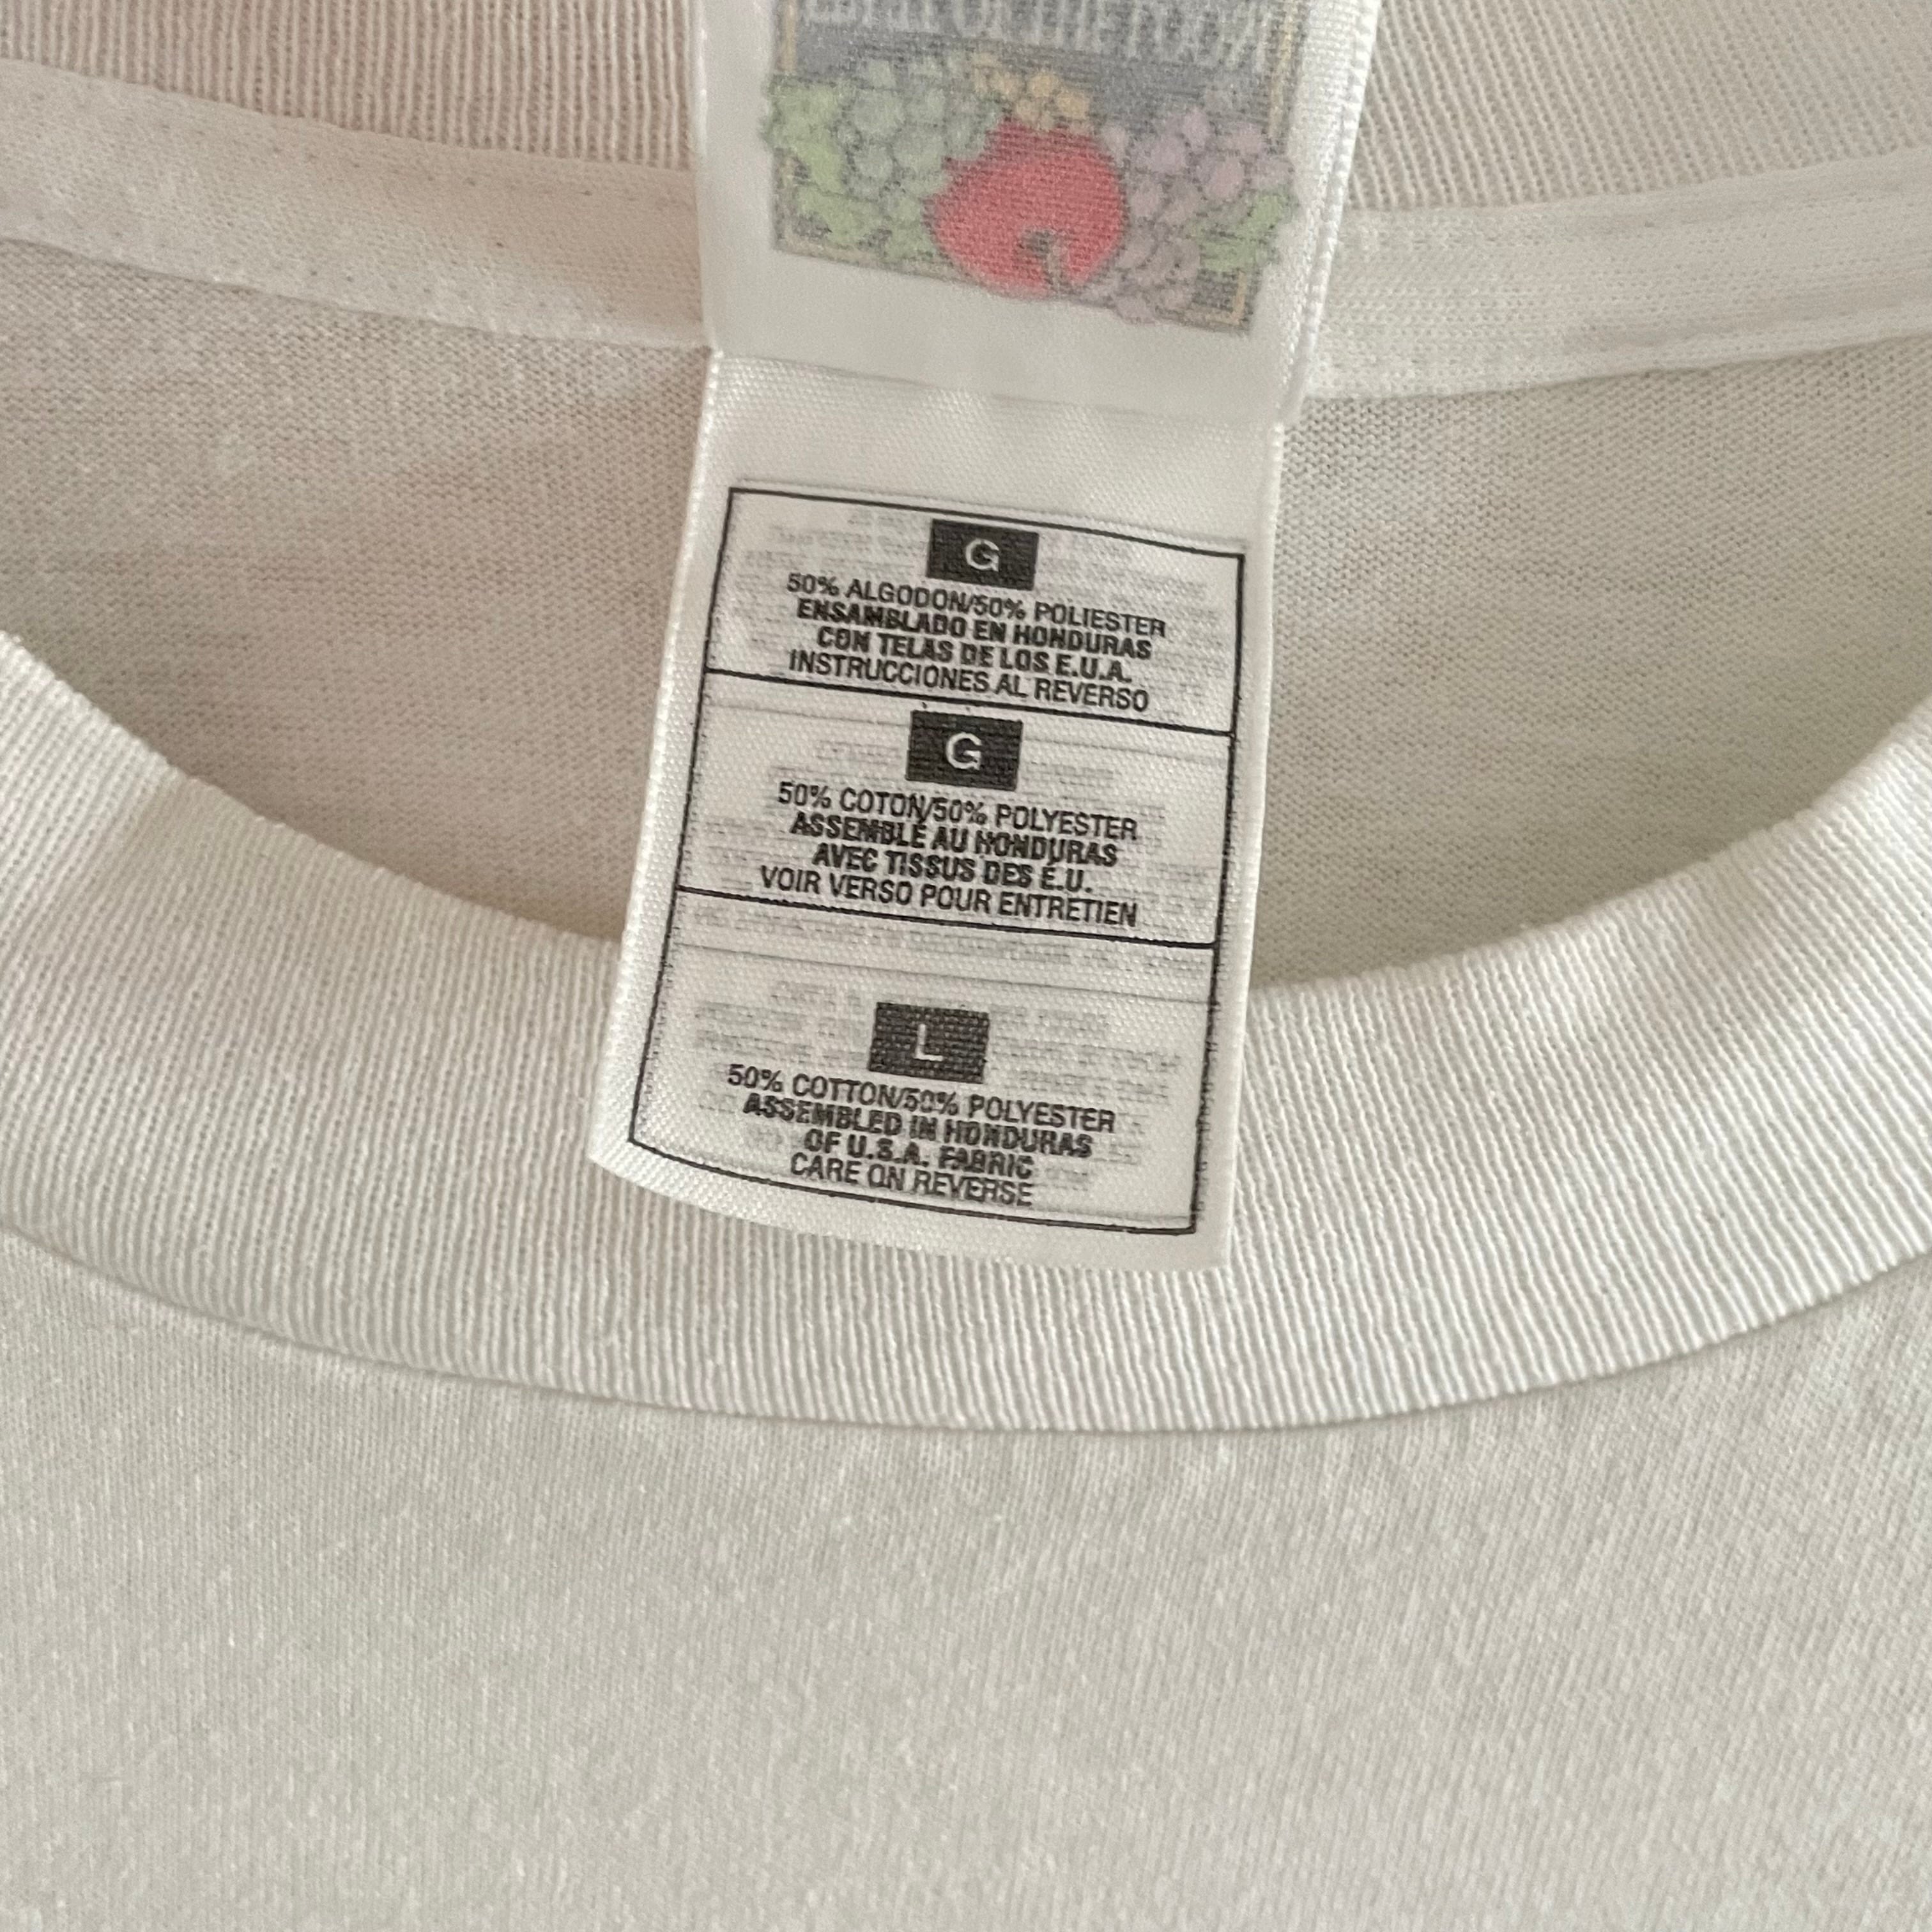 G
50% ALGODON/50% POLIESTER
ENSAMBLADO EN HONDURAS
CON TELAS DE LOS E.U.A.
INSTRUCCIONES AL REVERSO
G
50% COTON/50% POLYESTER
ASSEMBLÉ AU HONDURAS
AVEC TISSUS DES É.U.
VOIR VERSO POUR ENTRETIEN
L
50% COTTON/50% POLYESTER
ASSEMBLED IN HONDURAS
OF U.S.A. FABRIC
CARE ON REVERSE